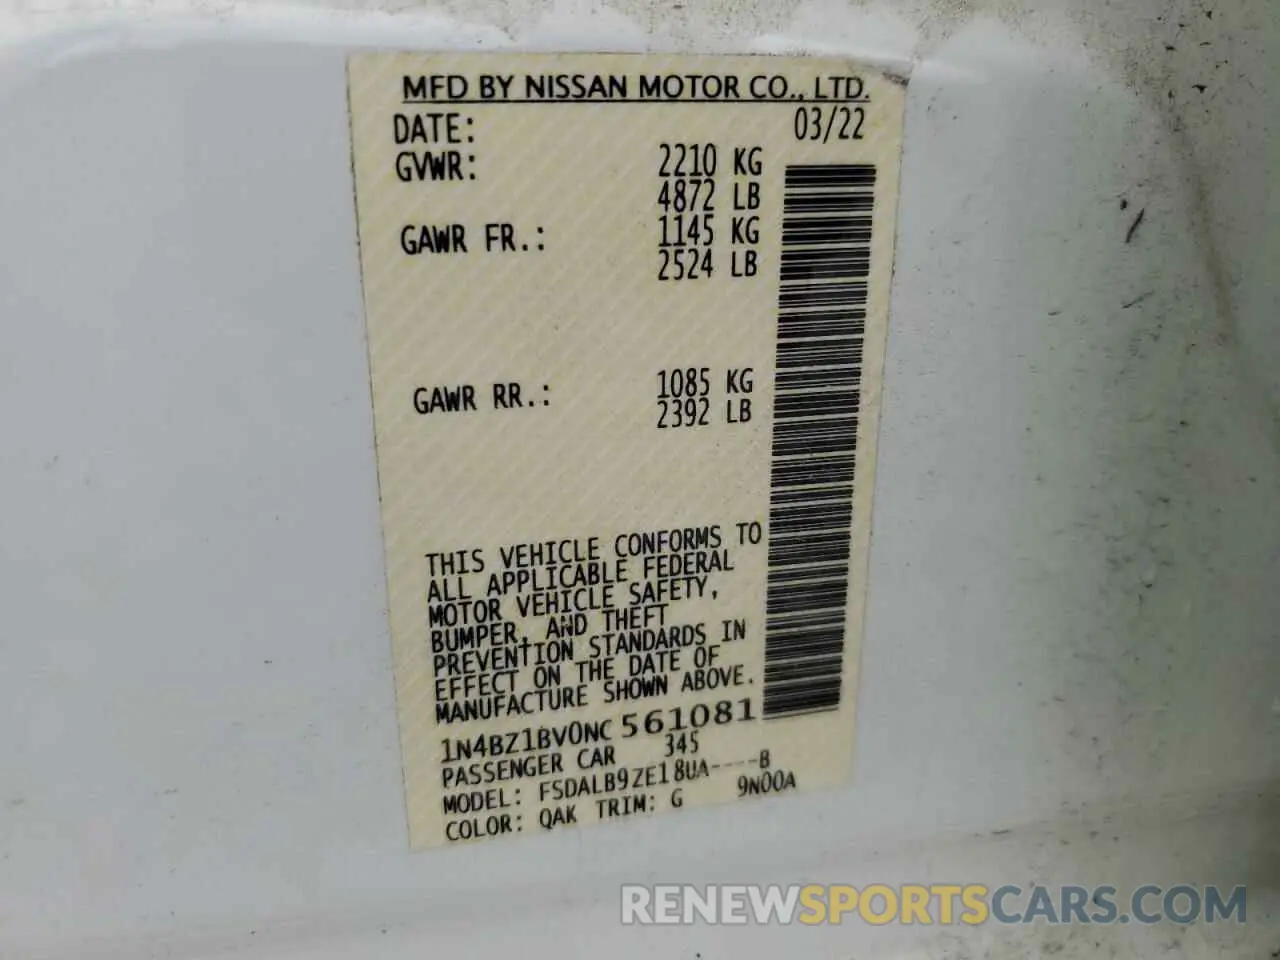 MFD BY NISSAN MOTOR CO., LTD.
DATE: 03/22
GVWR: 2210 KG
4872 LB
GAWR FR.: 1145 KG
2524 LB
GAWR RR.: 1085 KG
2392 LB
THIS VEHICLE CONFORMS TO
ALL APPLICABLE FEDERAL
MOTOR VEHICLE SAFETY,
BUMPER, AND THEFT
PREVENTION STANDARDS IN
EFFECT ON THE DATE OF
MANUFACTURE SHOWN ABOVE.
1N4BZ1BV0NC561081
PASSENGER CAR 345
MODEL: FSDALB9ZE18UA----B
COLOR: QAK TRIM: G 9N00A
RENEWSPORTSCARS.COM